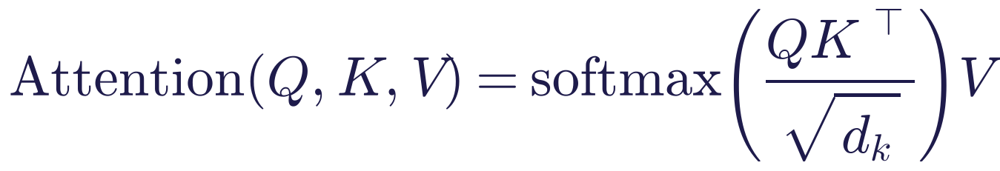 Attention(Q, K, V) = softmax(QK^⊤ / √d_k) V